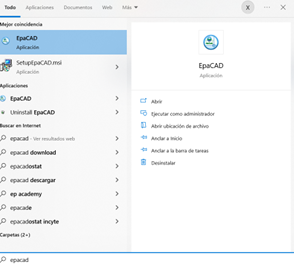 Todo Aplicaciones Documentos Web Más
X
Mejor coincidencia
EpaCAD
Aplicación
SetupEpaCAD.msi
Aplicación
Aplicaciones
EpaCAD
Uninstall EpaCAD
Buscar en Internet
epacad - Ver resultados web
epacad download
epacadostat
epacad descargar
ep academy
epacade
epacadostat incyte
Carpetas (2+)
EpaCAD
Aplicación
Abrir
Ejecutar como administrador
Abrir ubicación de archivo
Anclar a Inicio
Anclar a la barra de tareas
Desinstalar
epacad